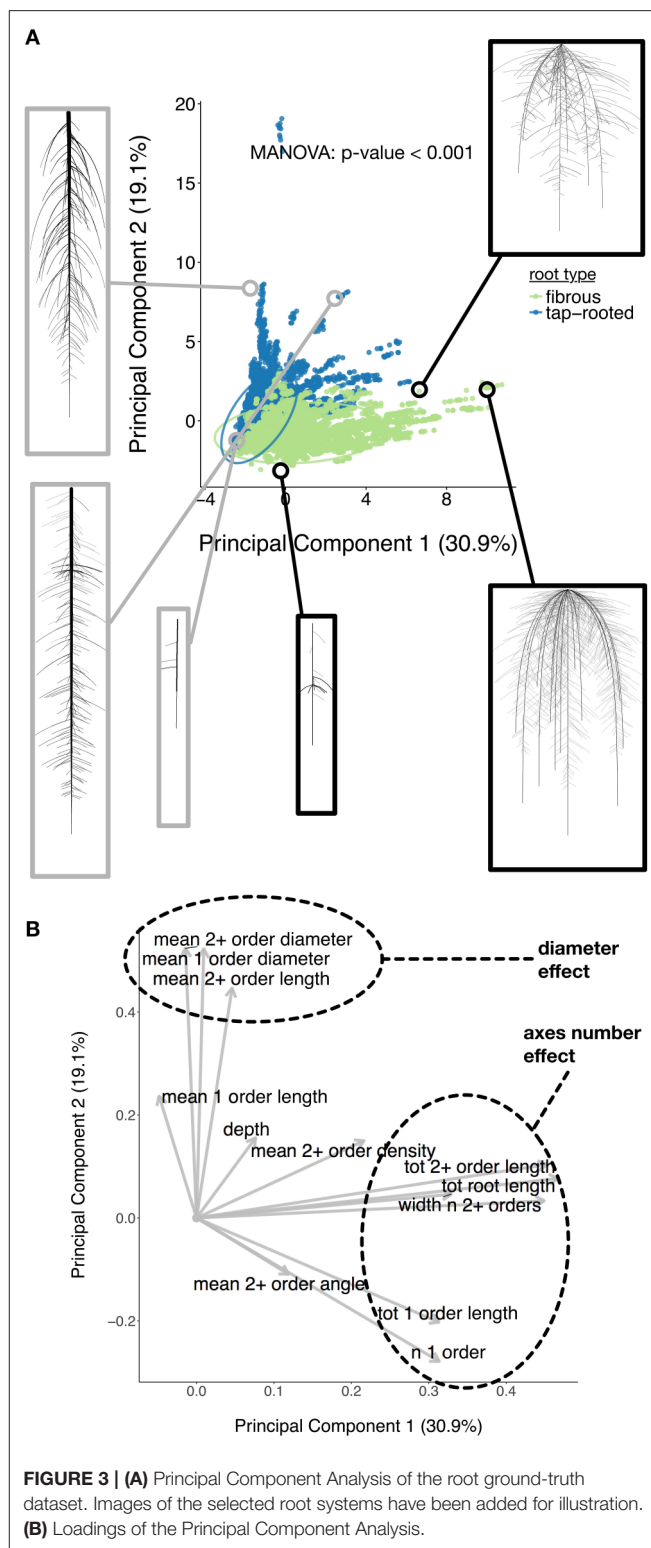 A
Principal Component 2 (19.1%)
20
15
10
5
0
MANOVA: p-value < 0.001
root type
fibrous
tap-rooted
−4
0
4
8
Principal Component 1 (30.9%)
B
Principal Component 2 (19.1%)
0.4
0.2
0.0
−0.2
mean 2+ order diameter
mean 1 order diameter
mean 2+ order length
diameter
effect
axes number
effect
mean 1 order length
depth
mean 2+ order density
tot 2+ order length
tot root length
width n 2+ orders
mean 2+ order angle
tot 1 order length
n 1 order
0.0
0.1
0.2
0.3
0.4
Principal Component 1 (30.9%)
FIGURE 3 | (A) Principal Component Analysis of the root ground-truth
dataset. Images of the selected root systems have been added for illustration.
(B) Loadings of the Principal Component Analysis.